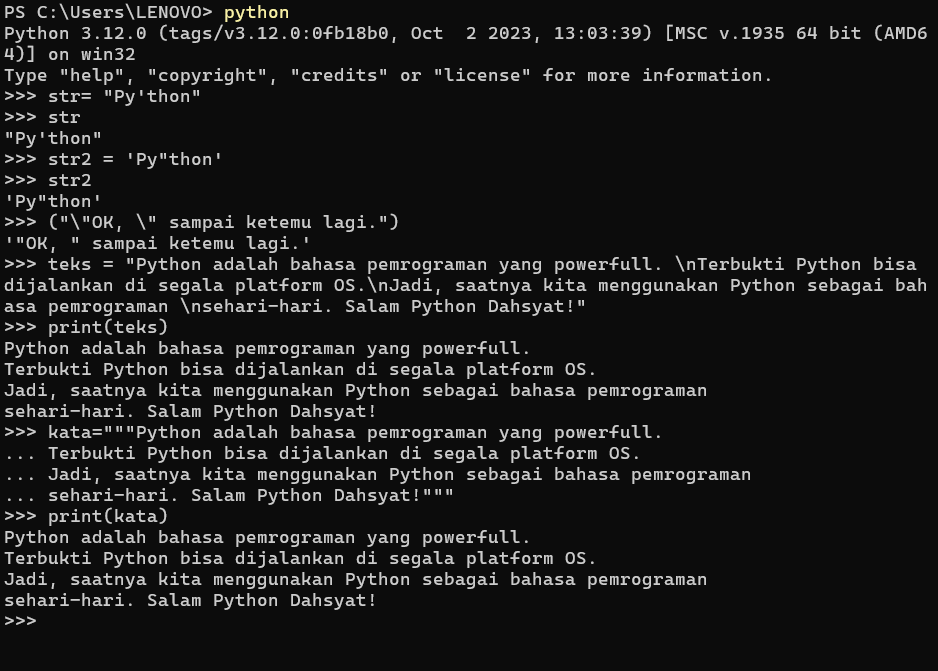 PS C:\Users\LENOVO> python
Python 3.12.0 (tags/v3.12.0:0fb18b0, Oct  2 2023, 13:03:39) [MSC v.1935 64 bit (AMD6
4)] on win32
Type "help", "copyright", "credits" or "license" for more information.
>>> str= "Py'thon"
>>> str
"Py'thon"
>>> str2 = 'Py"thon'
>>> str2
'Py"thon'
>>> ("\"OK, \" sampai ketemu lagi.")
'"OK, " sampai ketemu lagi.'
>>> teks = "Python adalah bahasa pemrograman yang powerfull. \nTerbukti Python bisa
dijalankan di segala platform OS.\nJadi, saatnya kita menggunakan Python sebagai bah
asa pemrograman \nsehari-hari. Salam Python Dahsyat!"
>>> print(teks)
Python adalah bahasa pemrograman yang powerfull.
Terbukti Python bisa dijalankan di segala platform OS.
Jadi, saatnya kita menggunakan Python sebagai bahasa pemrograman
sehari-hari. Salam Python Dahsyat!
>>> kata="""Python adalah bahasa pemrograman yang powerfull.
... Terbukti Python bisa dijalankan di segala platform OS.
... Jadi, saatnya kita menggunakan Python sebagai bahasa pemrograman
... sehari-hari. Salam Python Dahsyat!"""
>>> print(kata)
Python adalah bahasa pemrograman yang powerfull.
Terbukti Python bisa dijalankan di segala platform OS.
Jadi, saatnya kita menggunakan Python sebagai bahasa pemrograman
sehari-hari. Salam Python Dahsyat!
>>>